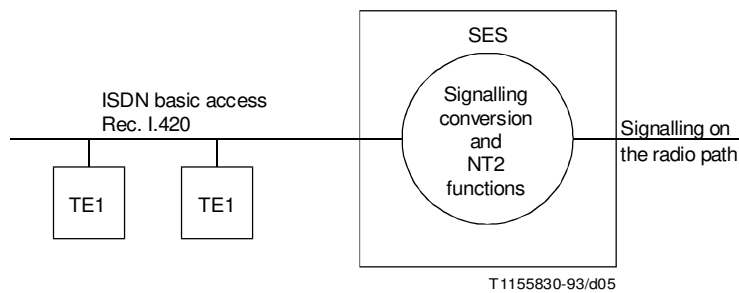 SES
ISDN basic access
Rec. I.420
Signalling
conversion
and
NT2
functions
Signalling on
the radio path
TE1
TE1
T1155830-93/d05